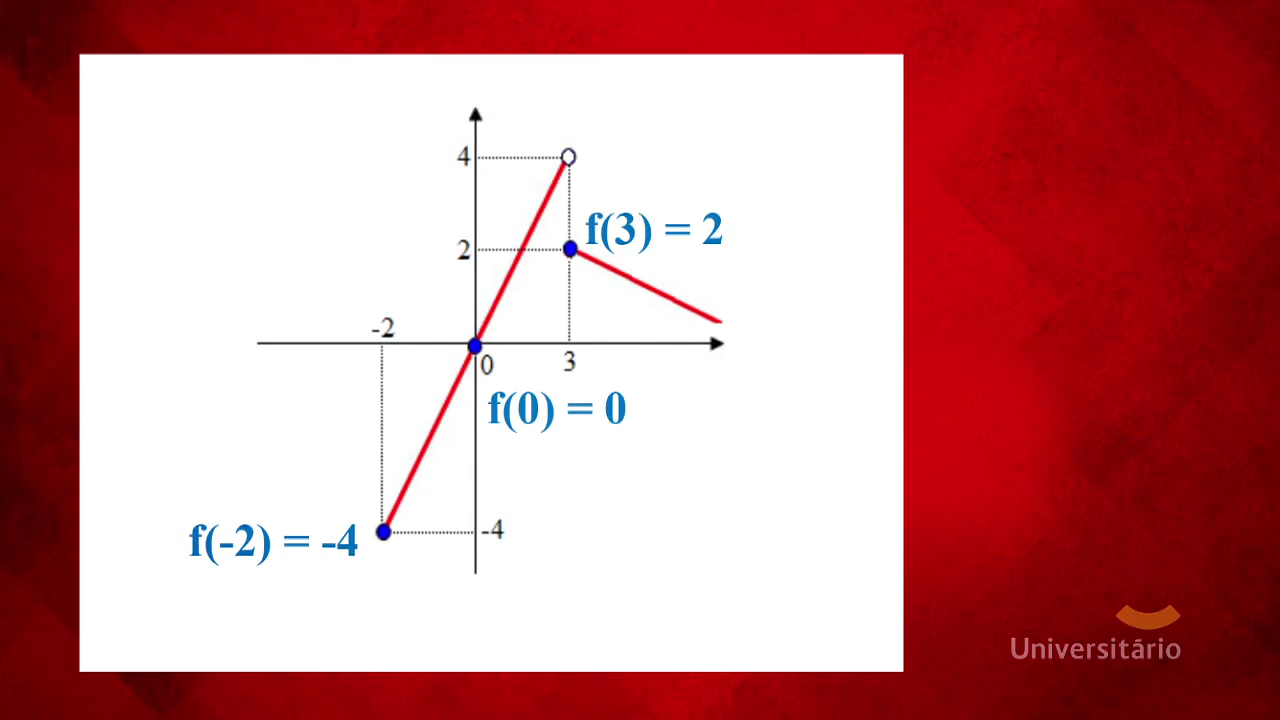 4
f(3) = 2
2
-2
0
3
f(0) = 0
f(-2) = -4
-4
Universitário